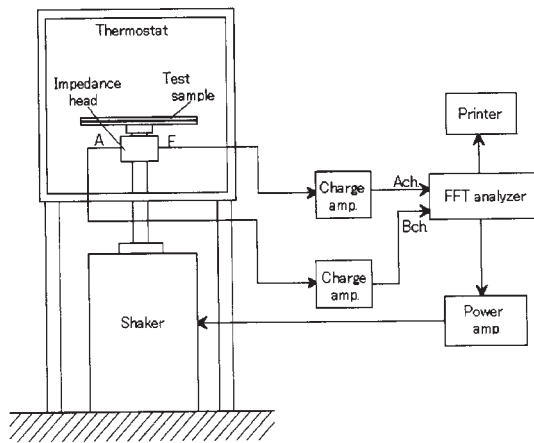 Thermostat
Impedance
head
Test
sample
A
F
Charge
amp.
Ach.
Bch.
Charge
amp.
Printer
FFT analyzer
Power
amp.
Shaker